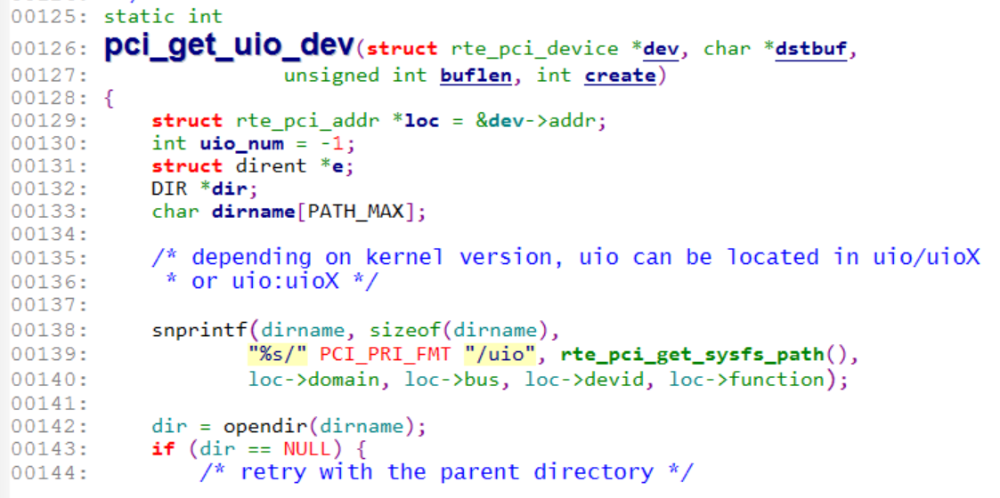 00125: static int
00126: pci_get_uio_dev(struct rte_pci_device *dev, char *dstbuf,
00127:                 unsigned int buflen, int create)
00128: {
00129:     struct rte_pci_addr *loc = &dev->addr;
00130:     int uio_num = -1;
00131:     struct dirent *e;
00132:     DIR *dir;
00133:     char dirname[PATH_MAX];
00134:
00135:     /* depending on kernel version, uio can be located in uio/uioX
00136:      * or uio:uioX */
00137:
00138:     snprintf(dirname, sizeof(dirname),
00139:             "%s/" PCI_PRI_FMT "/uio", rte_pci_get_sysfs_path(),
00140:             loc->domain, loc->bus, loc->devid, loc->function);
00141:
00142:     dir = opendir(dirname);
00143:     if (dir == NULL) {
00144:         /* retry with the parent directory */